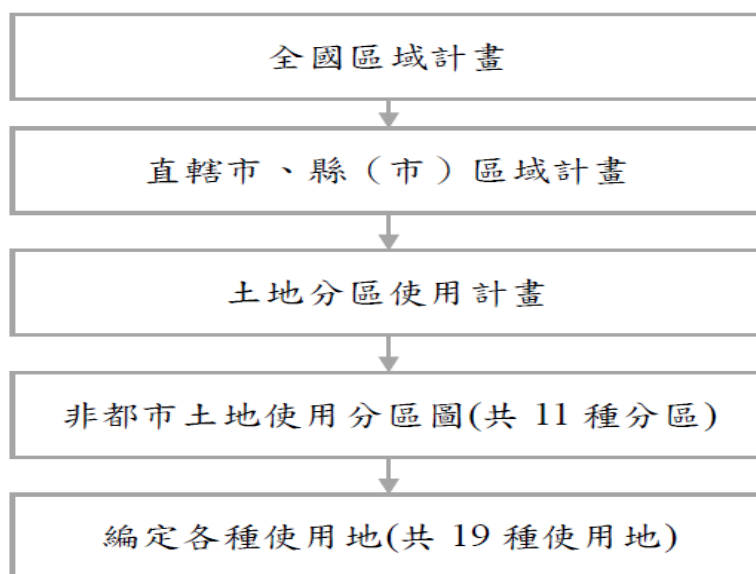 全國區域計畫
直轄市、縣（市）區域計畫
土地分區使用計畫
非都市土地使用分區圖(共 11 種分區)
編定各種使用地(共 19 種使用地)